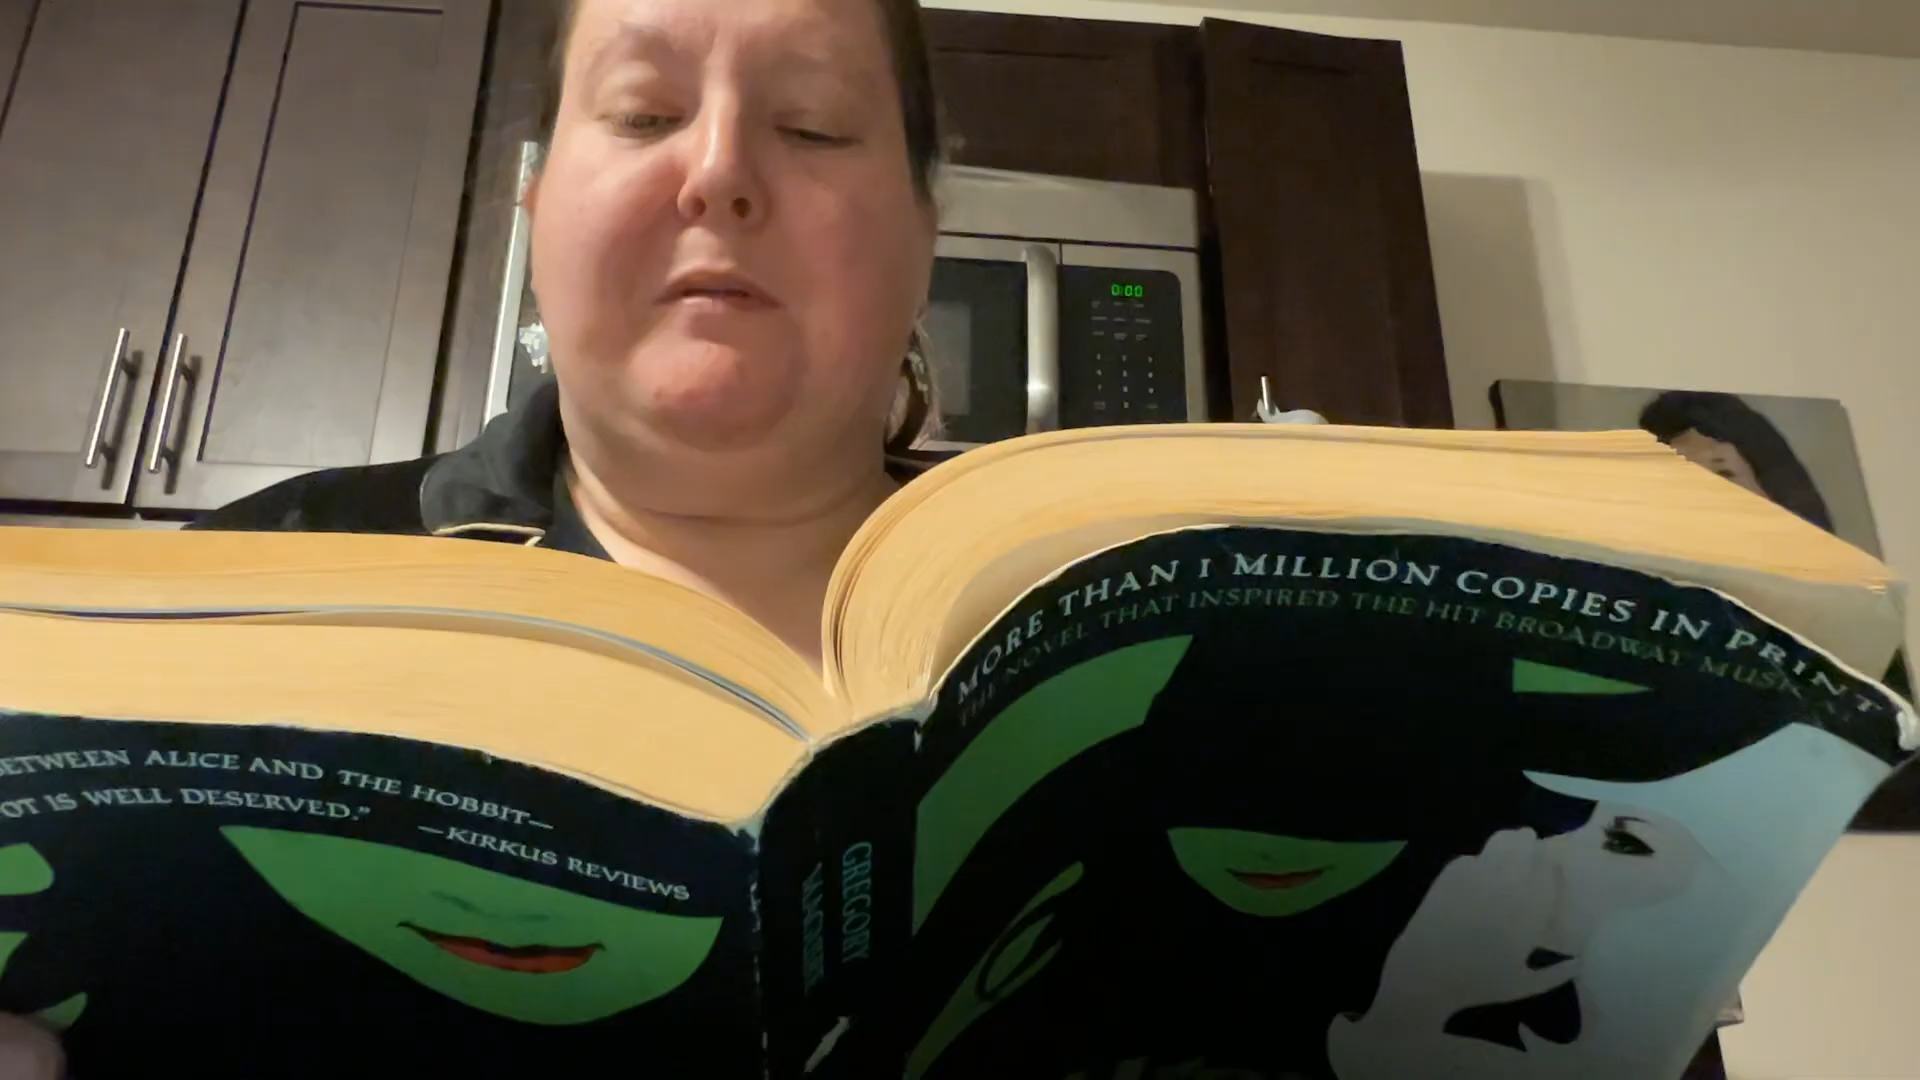 0:00
BETWEEN ALICE AND THE HOBBIT—
OT IS WELL DESERVED.”
—KIRKUS REVIEWS
GREGORY
MAGUIRE
MORE THAN 1 MILLION COPIES IN PRINT
THE NOVEL THAT INSPIRED THE HIT BROADWAY MUSICAL